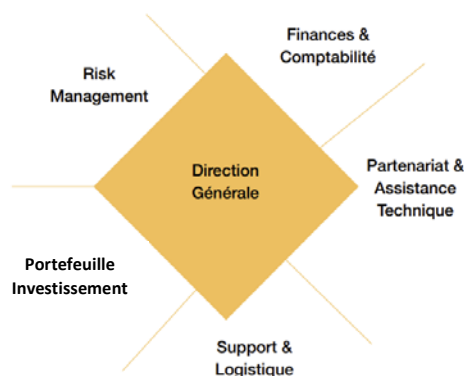 Finances &
Comptabilité
Risk
Management
Direction
Générale
Partenariat &
Assistance
Technique
Portefeuille
Investissement
Support &
Logistique